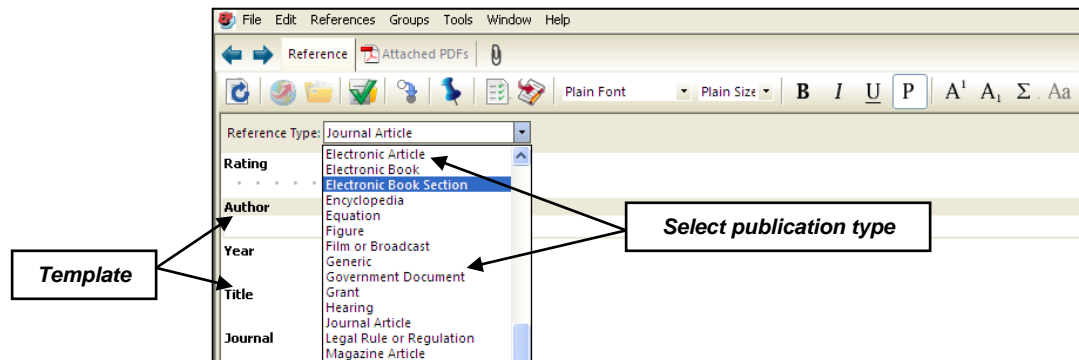 File Edit References Groups Tools Window Help
Reference Attached PDFs
Plain Font Plain Size B I U P A¹ A₁ Σ Aa
Reference Type: Journal Article
Electronic Article
Rating
Electronic Book
Electronic Book Section
Encyclopedia
Author
Equation
Figure
Select publication type
Film or Broadcast
Year
Generic
Government Document
Template
Grant
Title
Hearing
Journal Article
Legal Rule or Regulation
Journal
Magazine Article